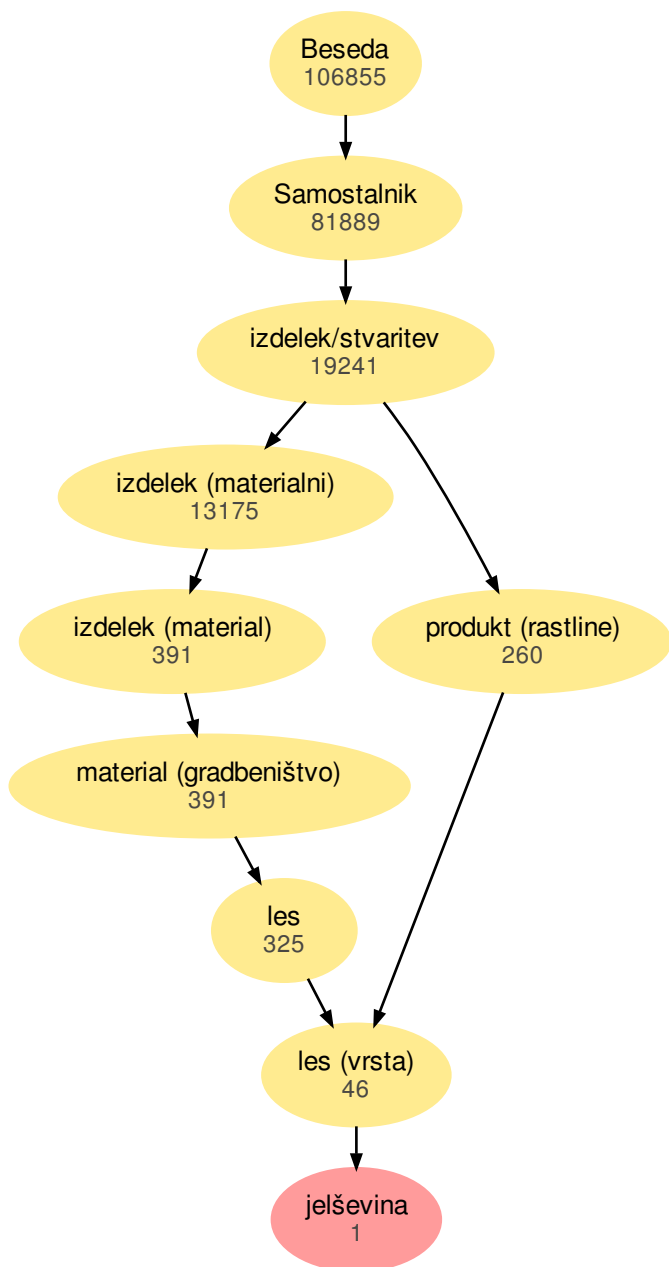 Beseda
106855
Samostalnik
81889
izdelek/stvaritev
19241
izdelek (materialni)
13175
izdelek (material)
391
produkt (rastline)
260
material (gradbeništvo)
391
les
325
les (vrsta)
46
jelševina
1